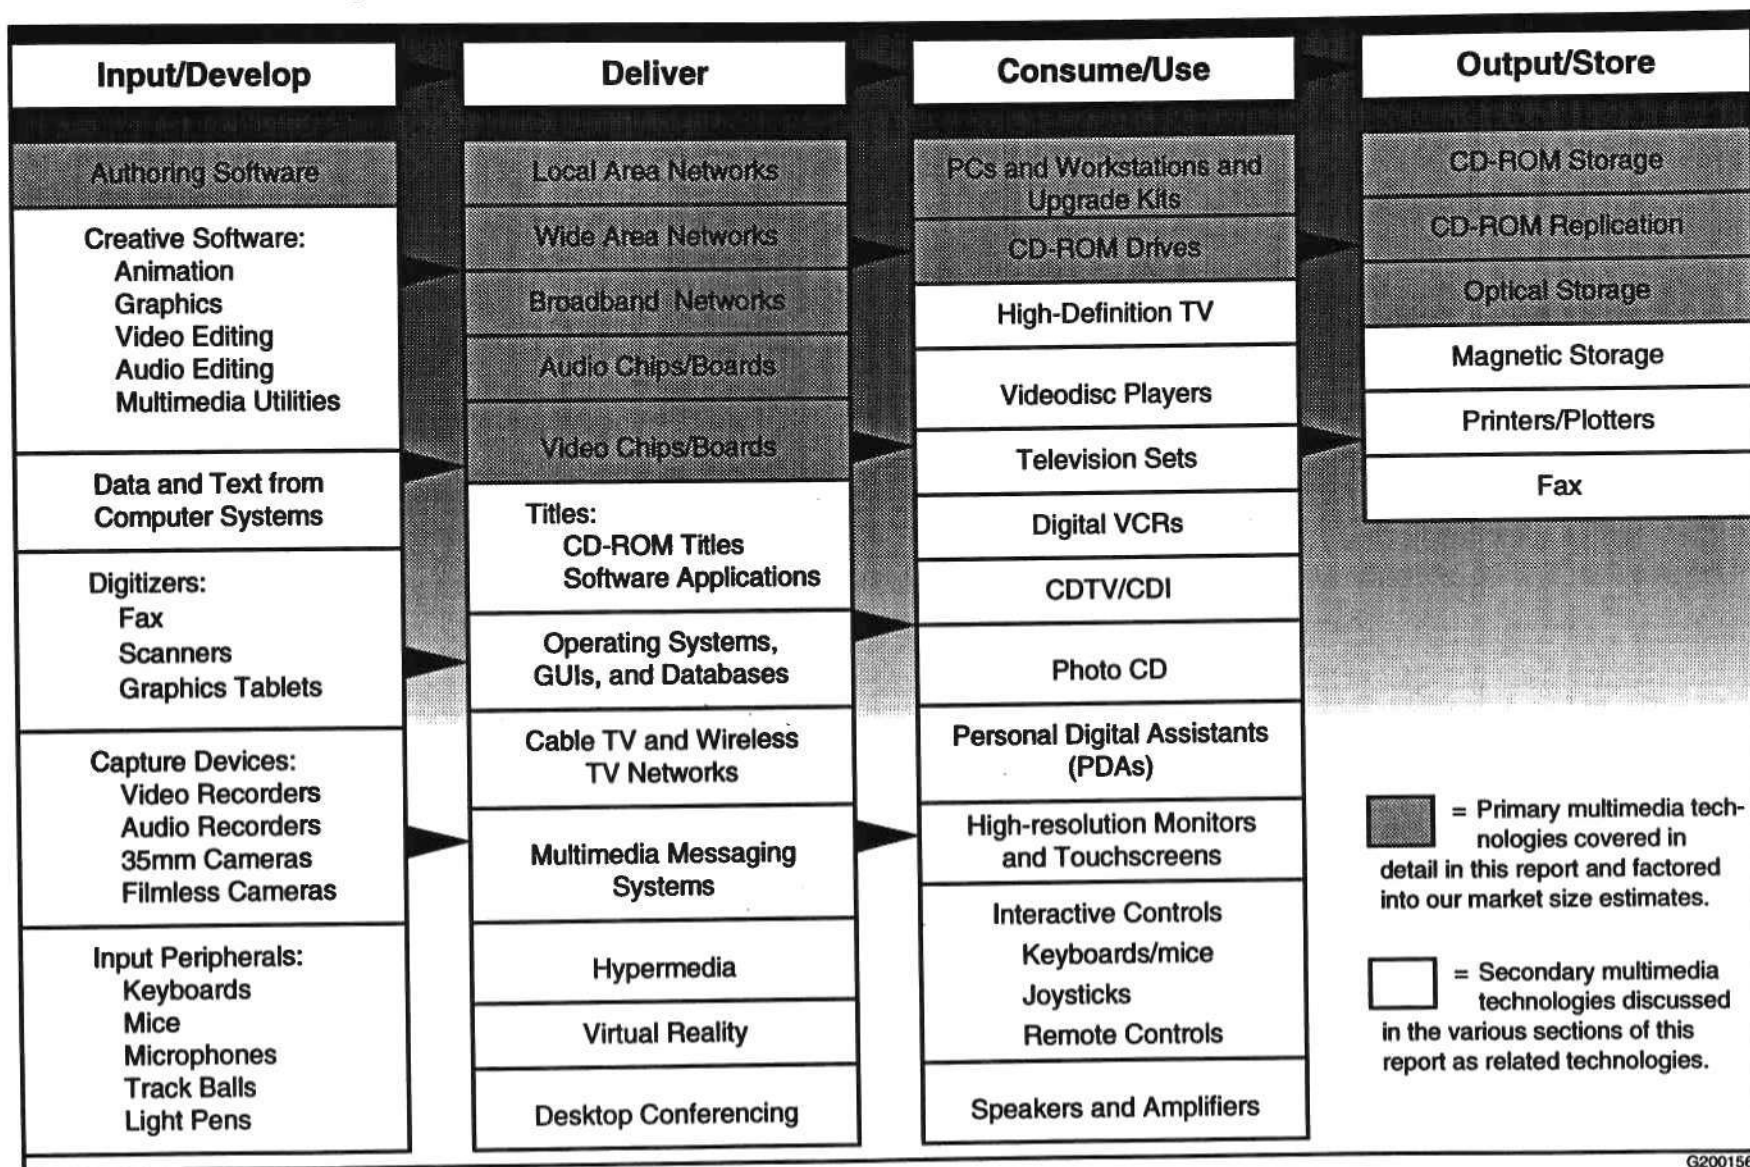 Input/Develop
Authoring Software
Creative Software:
Animation
Graphics
Video Editing
Audio Editing
Multimedia Utilities
Data and Text from
Computer Systems
Digitizers:
Fax
Scanners
Graphics Tablets
Capture Devices:
Video Recorders
Audio Recorders
35mm Cameras
Filmless Cameras
Input Peripherals:
Keyboards
Mice
Microphones
Track Balls
Light Pens
Deliver
Local Area Networks
Wide Area Networks
Broadband Networks
Audio Chips/Boards
Video Chips/Boards
Titles:
CD-ROM Titles
Software Applications
Operating Systems,
GUIs, and Databases
Cable TV and Wireless
TV Networks
Multimedia Messaging
Systems
Hypermedia
Virtual Reality
Desktop Conferencing
Consume/Use
PCs and Workstations and
Upgrade Kits
CD-ROM Drives
High-Definition TV
Videodisc Players
Television Sets
Digital VCRs
CDTV/CDI
Photo CD
Personal Digital Assistants
(PDAs)
High-resolution Monitors
and Touchscreens
Interactive Controls
Keyboards/mice
Joysticks
Remote Controls
Speakers and Amplifiers
Output/Store
CD-ROM Storage
CD-ROM Replication
Optical Storage
Magnetic Storage
Printers/Plotters
Fax
= Primary multimedia tech-
nologies covered in
detail in this report and factored
into our market size estimates.
= Secondary multimedia
technologies discussed
in the various sections of this
report as related technologies.
G200156